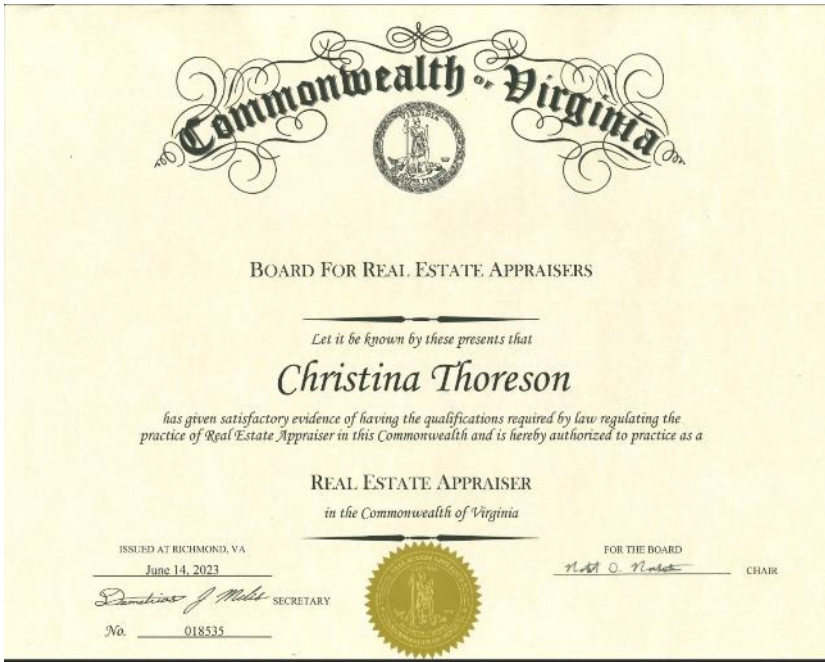 Commonwealth of Virginia
VIRGINIA
BOARD FOR REAL ESTATE APPRAISERS
Let it be known by these presents that
Christina Thoreson
has given satisfactory evidence of having the qualifications required by law regulating the
practice of Real Estate Appraiser in this Commonwealth and is hereby authorized to practice as a
REAL ESTATE APPRAISER
in the Commonwealth of Virginia
ISSUED AT RICHMOND, VA
June 14, 2023
SECRETARY
No. 018535
FOR THE BOARD
CHAIR